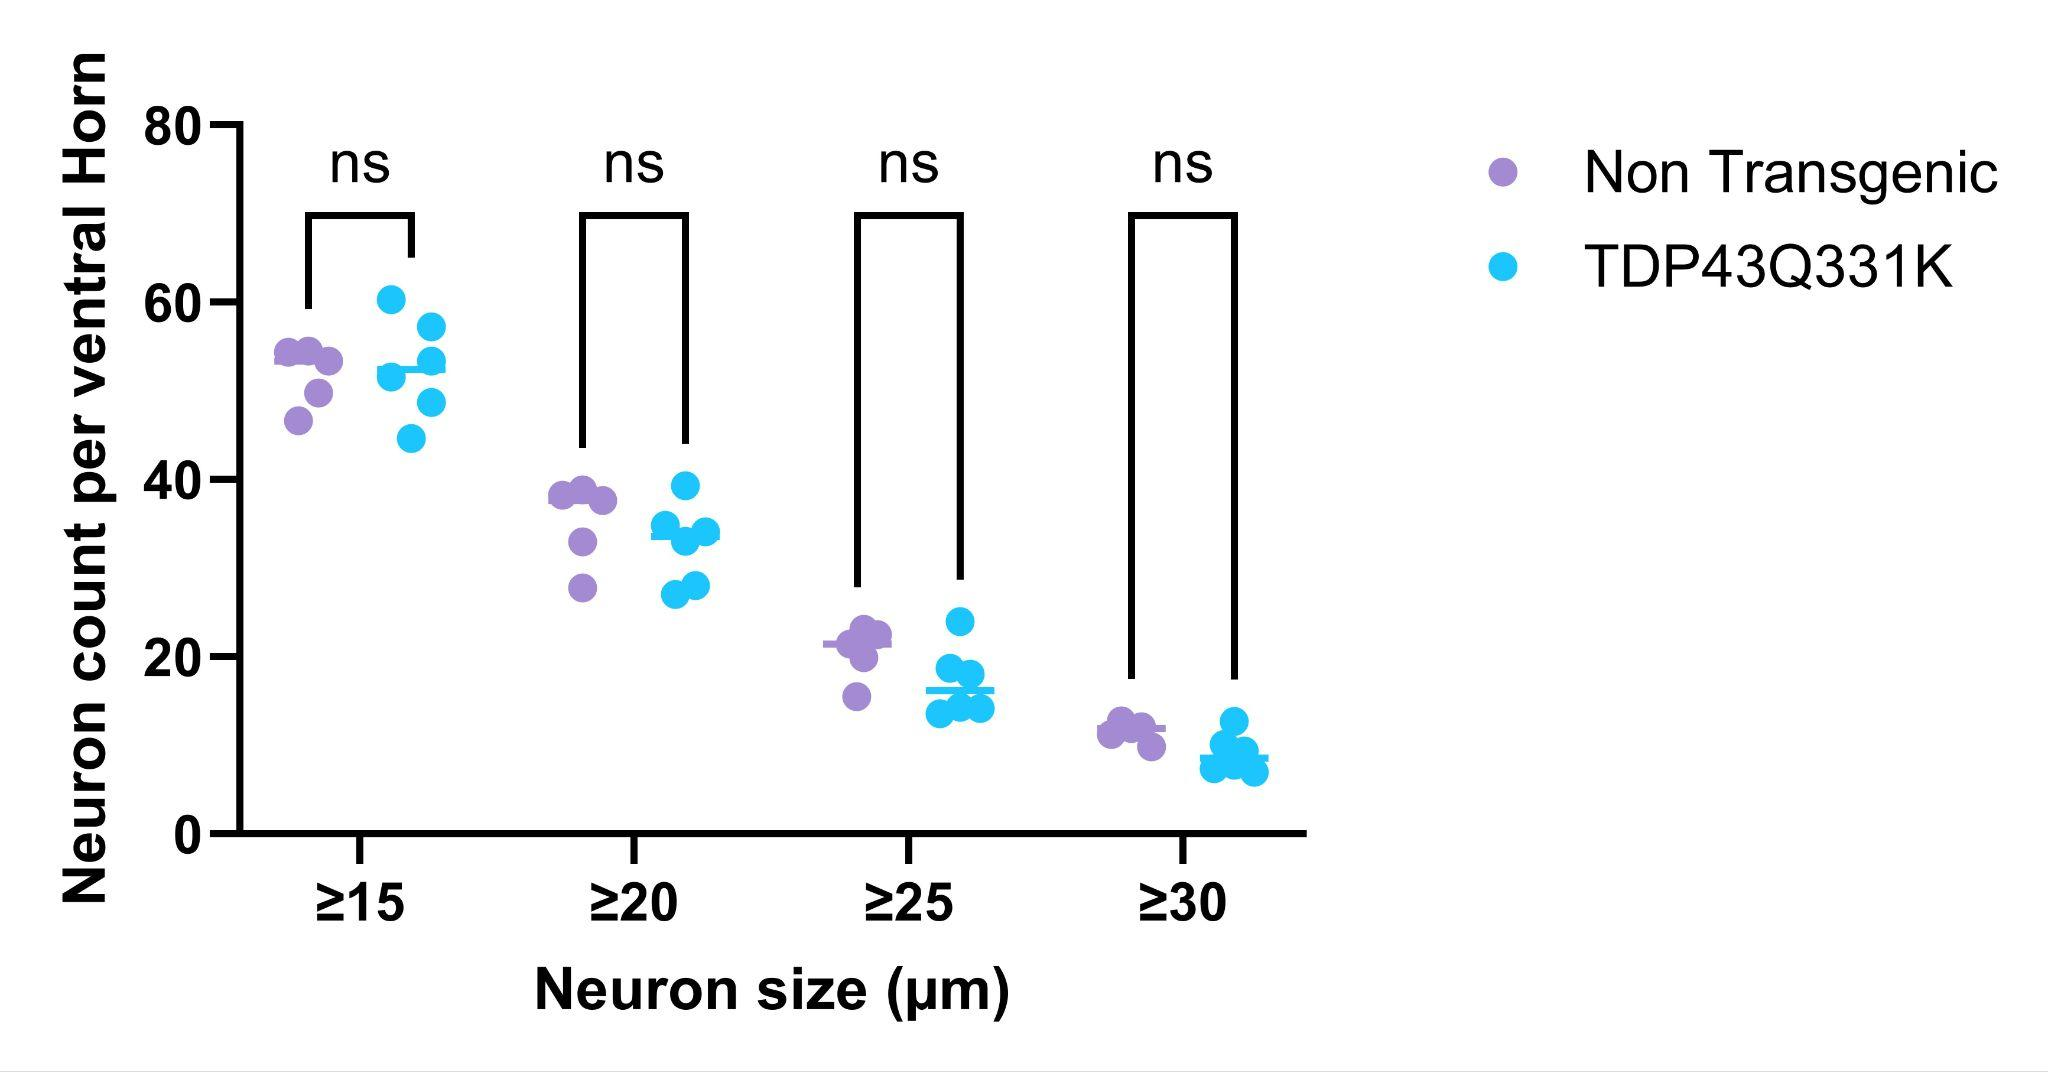 Neuron count per ventral Horn
80
60
40
20
0
ns ns ns ns
≥15 ≥20 ≥25 ≥30
Neuron size (µm)
Non Transgenic
TDP43Q331K